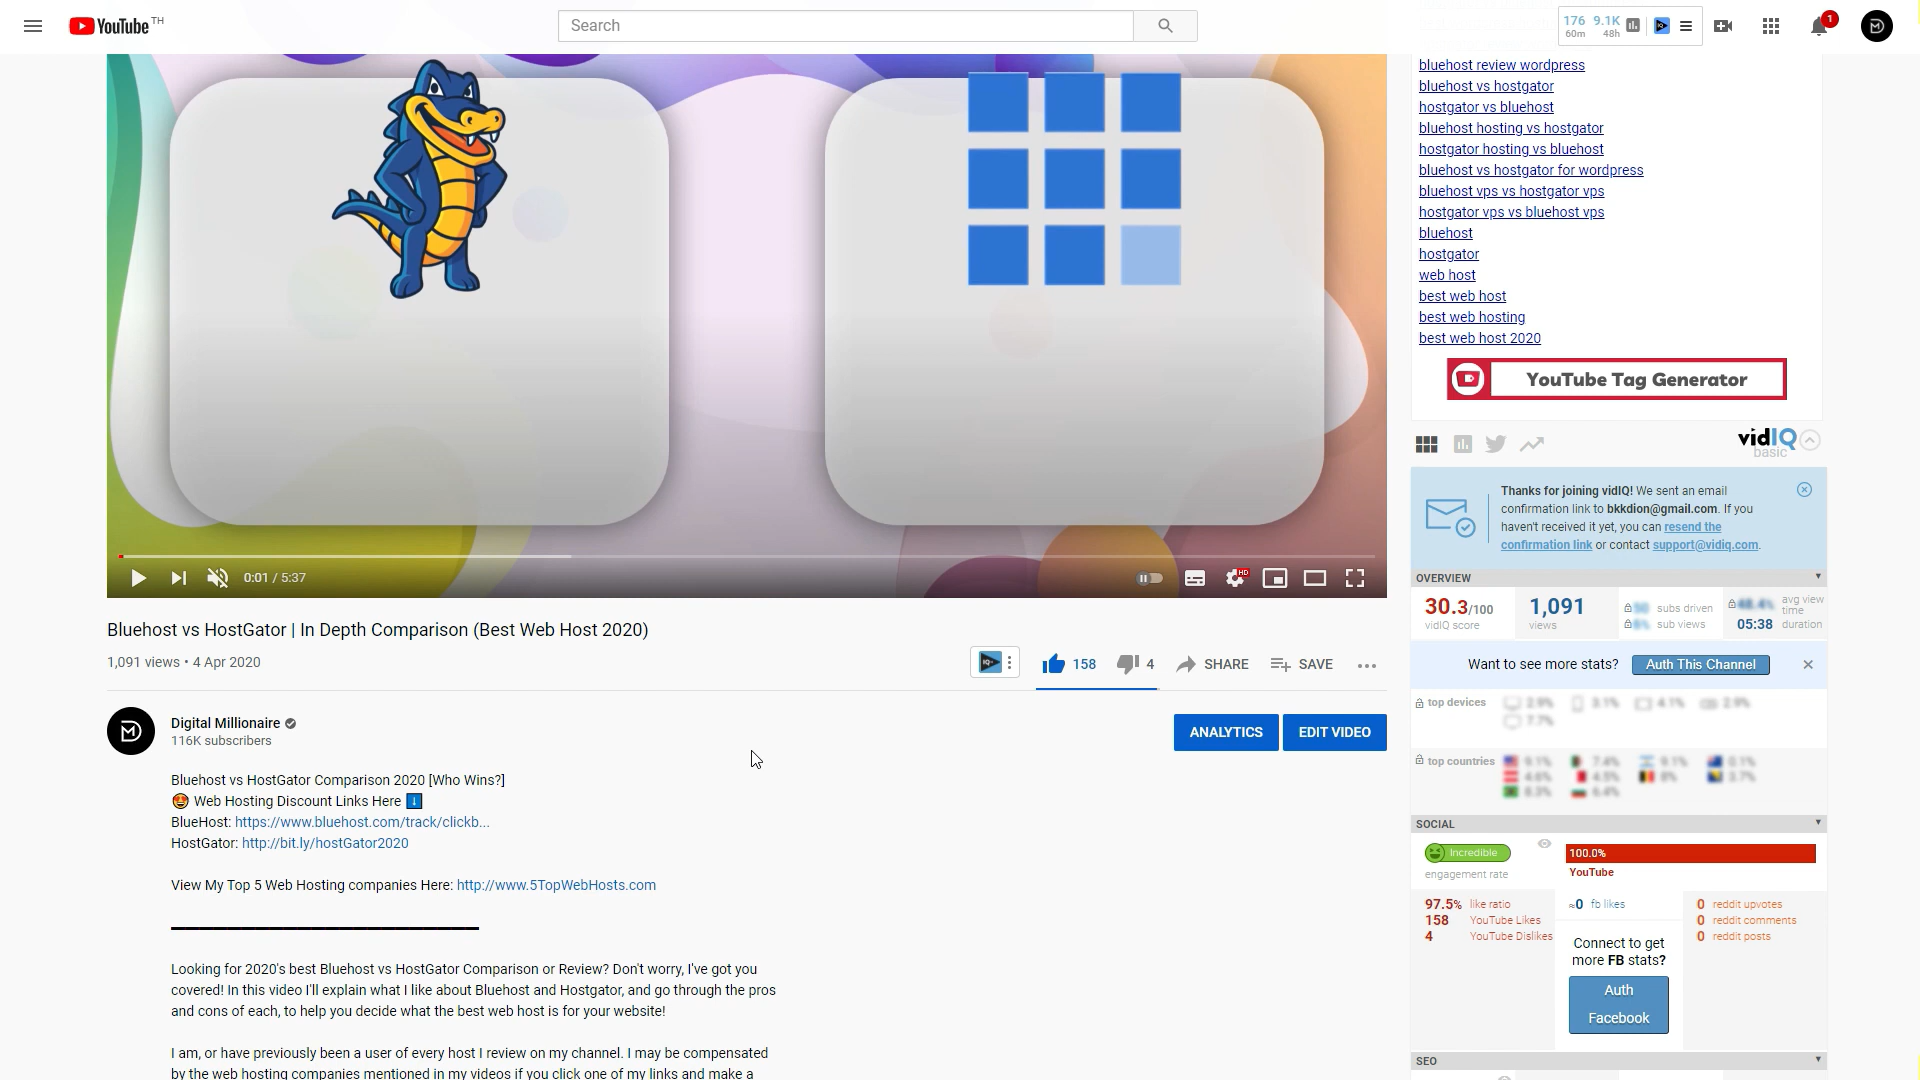 YouTube TH
Search
176 9.1K
60m 48h
1
bluehost review wordpress
bluehost vs hostgator
hostgator vs bluehost
bluehost hosting vs hostgator
hostgator hosting vs bluehost
bluehost vs hostgator for wordpress
bluehost vps vs hostgator vps
hostgator vps vs bluehost vps
bluehost
hostgator
web host
best web host
best web hosting
best web host 2020
YouTube Tag Generator
vidIQ
basic
Thanks for joining vidIQ! We sent an email
confirmation link to bkkdion@gmail.com. If you
haven't received it yet, you can resend the
confirmation link or contact support@vidiq.com.
0:01 / 5:37
HD
OVERVIEW
30.3/100
vidIQ score
1,091
views
subs driven
sub views
avg view
time
05:38 duration
Want to see more stats? Auth This Channel
top devices
top countries
Bluehost vs HostGator | In Depth Comparison (Best Web Host 2020)
1,091 views • 4 Apr 2020
158 4 SHARE SAVE
Digital Millionaire
116K subscribers
ANALYTICS EDIT VIDEO
Bluehost vs HostGator Comparison 2020 [Who Wins?]
Web Hosting Discount Links Here
BlueHost: https://www.bluehost.com/track/clickb...
HostGator: http://bit.ly/hostGator2020
View My Top 5 Web Hosting companies Here: http://www.5TopWebHosts.com
Looking for 2020's best Bluehost vs HostGator Comparison or Review? Don't worry, I've got you
covered! In this video I'll explain what I like about Bluehost and Hostgator, and go through the pros
and cons of each, to help you decide what the best web host is for your website!
I am, or have previously been a user of every host I review on my channel. I may be compensated
by the web hosting companies mentioned in my videos if you click one of my links and make a
SOCIAL
Incredible
engagement rate
100.0%
YouTube
97.5% like ratio
158 YouTube Likes
4 YouTube Dislikes
≈0 fb likes
Connect to get
more FB stats?
Auth
Facebook
0 reddit upvotes
0 reddit comments
0 reddit posts
SEO